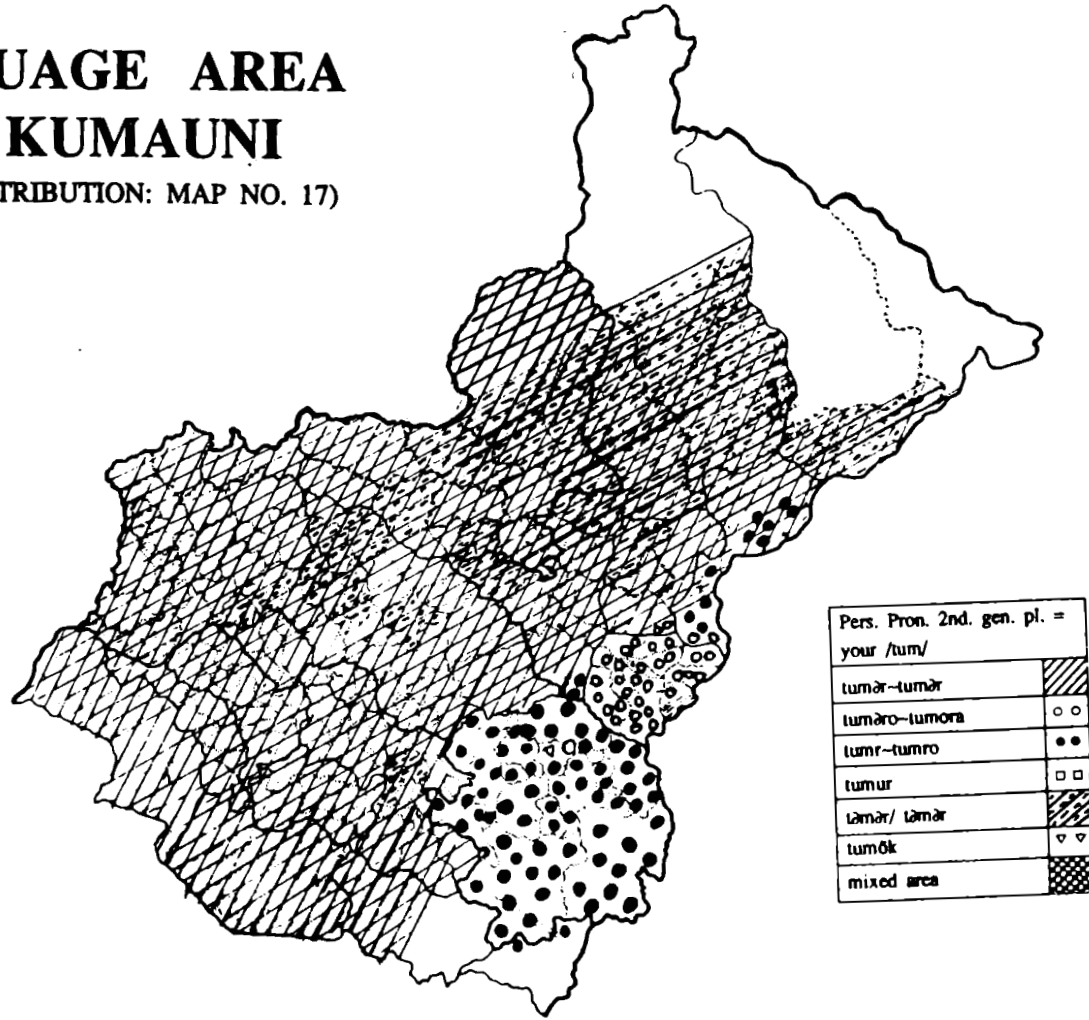 UAGE AREA
KUMAUNI
TRIBUTION: MAP NO. 17)
Pers. Pron. 2nd. gen. pl. =
your /tum/
tumər~tumər
tuməro~tumora
tumr~tumro
tumur
təmər/ təmər
tumōk
mixed area